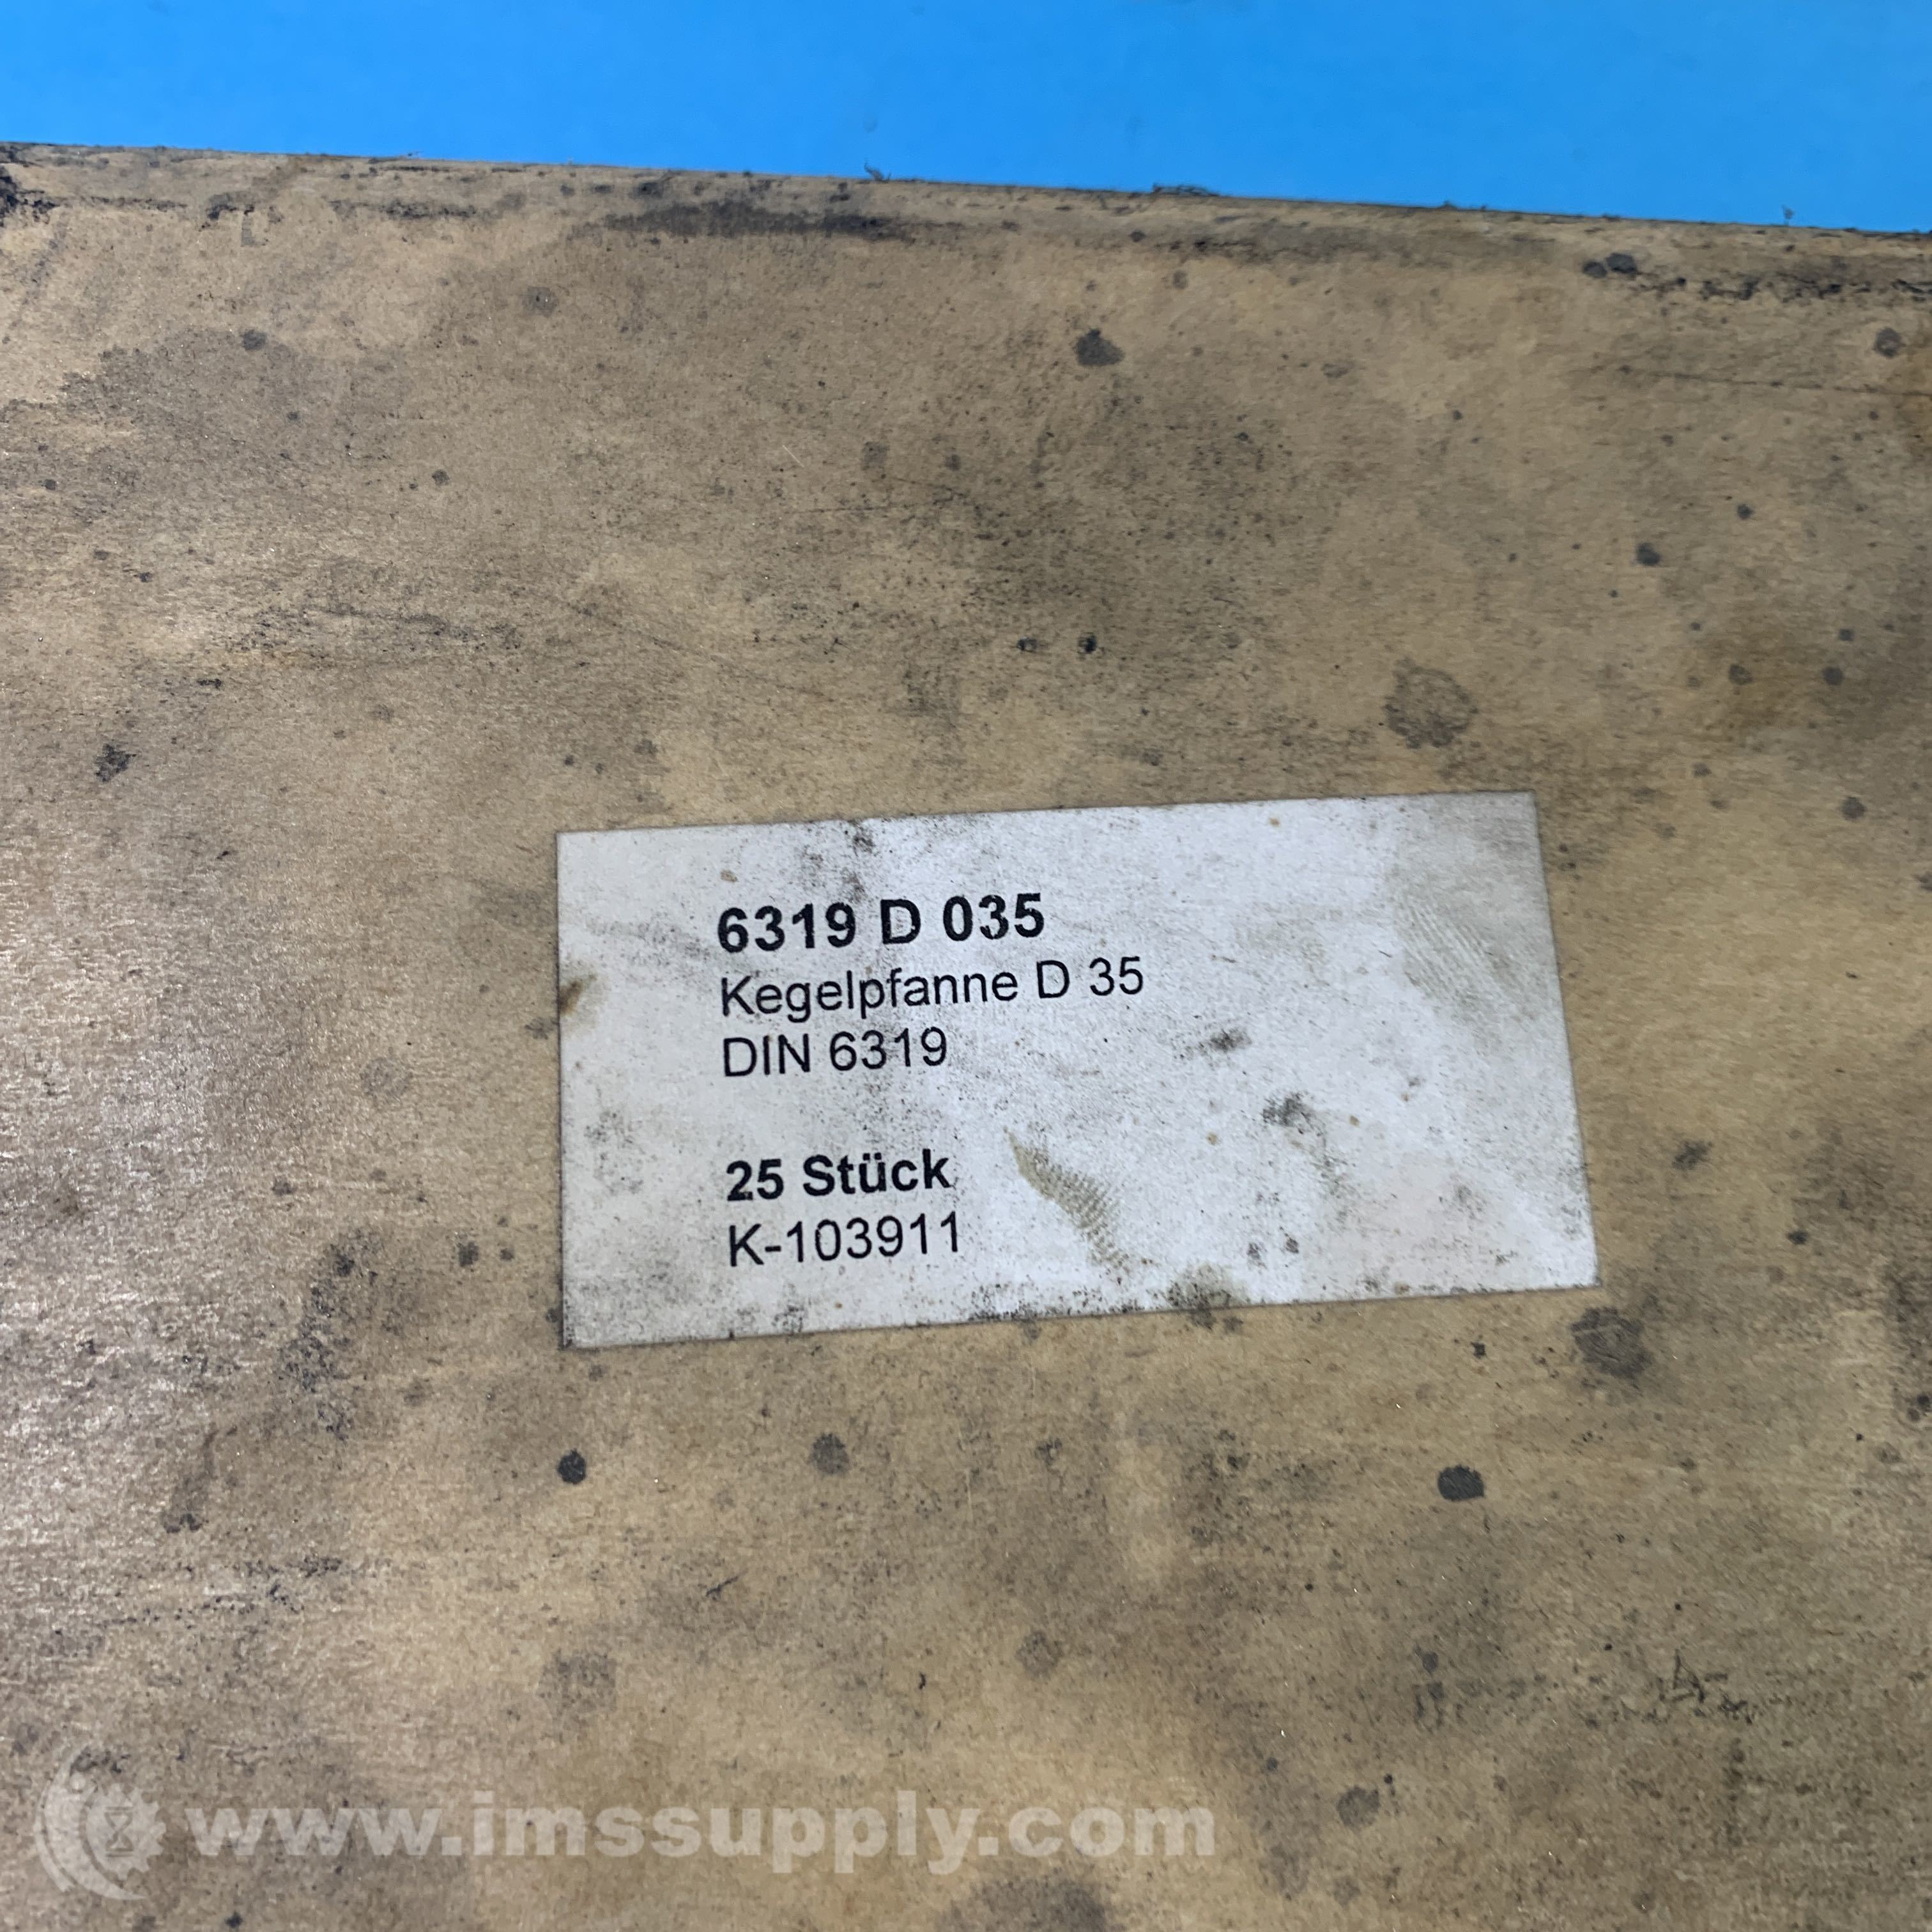 6319 D 035
Kegelpfanne D 35
DIN 6319
25 Stück
K-103911
www.imssupply.com